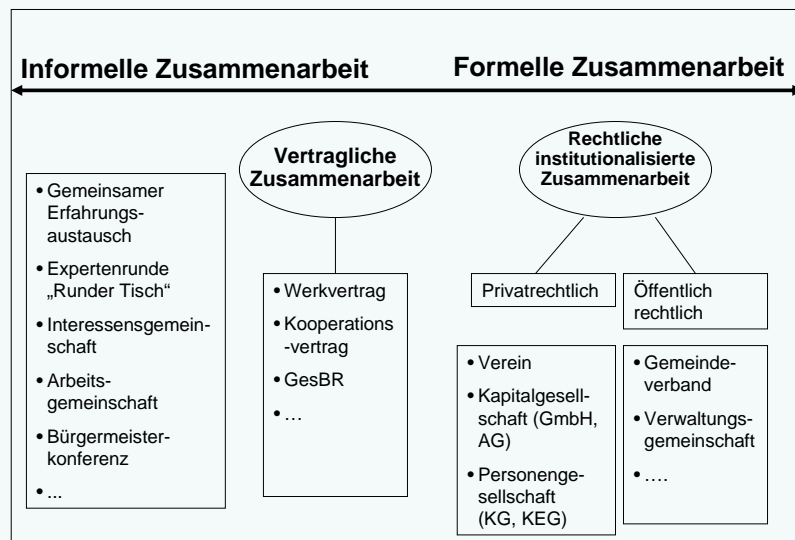 Informelle Zusammenarbeit
Formelle Zusammenarbeit
• Gemeinsamer
Erfahrungs-
austausch
• Expertenrunde
„Runder Tisch“
• Interessensgemein-
schaft
• Arbeits-
gemeinschaft
• Bürgermeister-
konferenz
• ...
Vertragliche
Zusammenarbeit
• Werkvertrag
• Kooperations
-vertrag
• GesBR
• …
Rechtliche
institutionalisierte
Zusammenarbeit
Privatrechtlich
• Verein
• Kapitalgesell-
schaft (GmbH,
AG)
• Personenge-
sellschaft
(KG, KEG)
Öffentlich
rechtlich
• Gemeinde-
verband
• Verwaltungs-
gemeinschaft
• ….